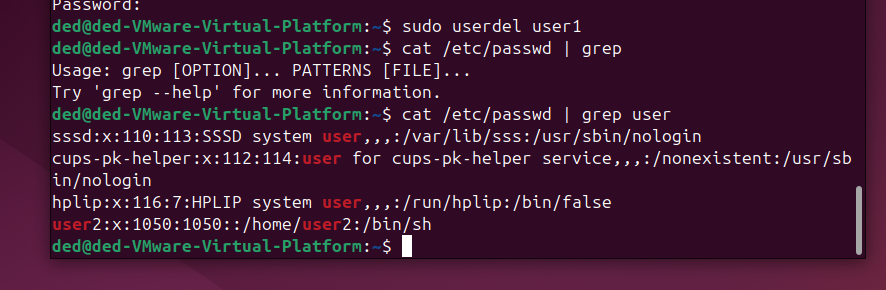 Password:
ded@ded-VMware-Virtual-Platform:~$ sudo userdel user1
ded@ded-VMware-Virtual-Platform:~$ cat /etc/passwd | grep
Usage: grep [OPTION]... PATTERNS [FILE]...
Try 'grep --help' for more information.
ded@ded-VMware-Virtual-Platform:~$ cat /etc/passwd | grep user
sssd:x:110:113:SSSD system user,,,:/var/lib/sss:/usr/sbin/nologin
cups-pk-helper:x:112:114:user for cups-pk-helper service,,,:/nonexistent:/usr/sb
in/nologin
hplip:x:116:7:HPLIP system user,,,:/run/hplip:/bin/false
user2:x:1050:1050::/home/user2:/bin/sh
ded@ded-VMware-Virtual-Platform:~$